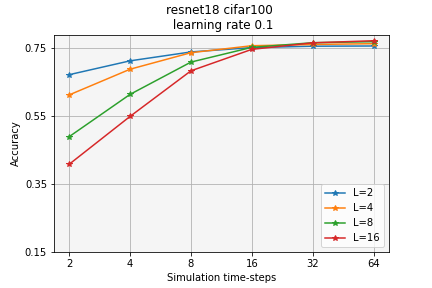 resnet18 cifar100
learning rate 0.1
Accuracy
0.75
0.55
0.35
0.15
2
4
8
16
32
64
Simulation time-steps
L=2
L=4
L=8
L=16